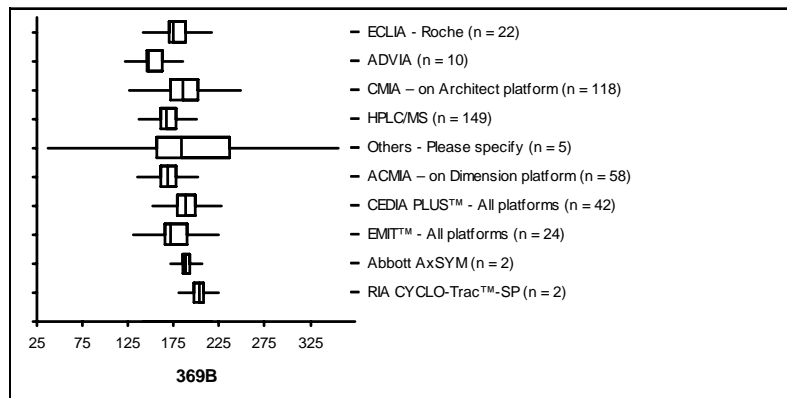 ECLIA - Roche (n = 22)
ADVIA (n = 10)
CMIA – on Architect platform (n = 118)
HPLC/MS (n = 149)
Others - Please specify (n = 5)
ACMIA – on Dimension platform (n = 58)
CEDIA PLUS™ - All platforms (n = 42)
EMIT™ - All platforms (n = 24)
Abbott AxSYM (n = 2)
RIA CYCLO-Trac™-SP (n = 2)
25 75 125 175 225 275 325
369B